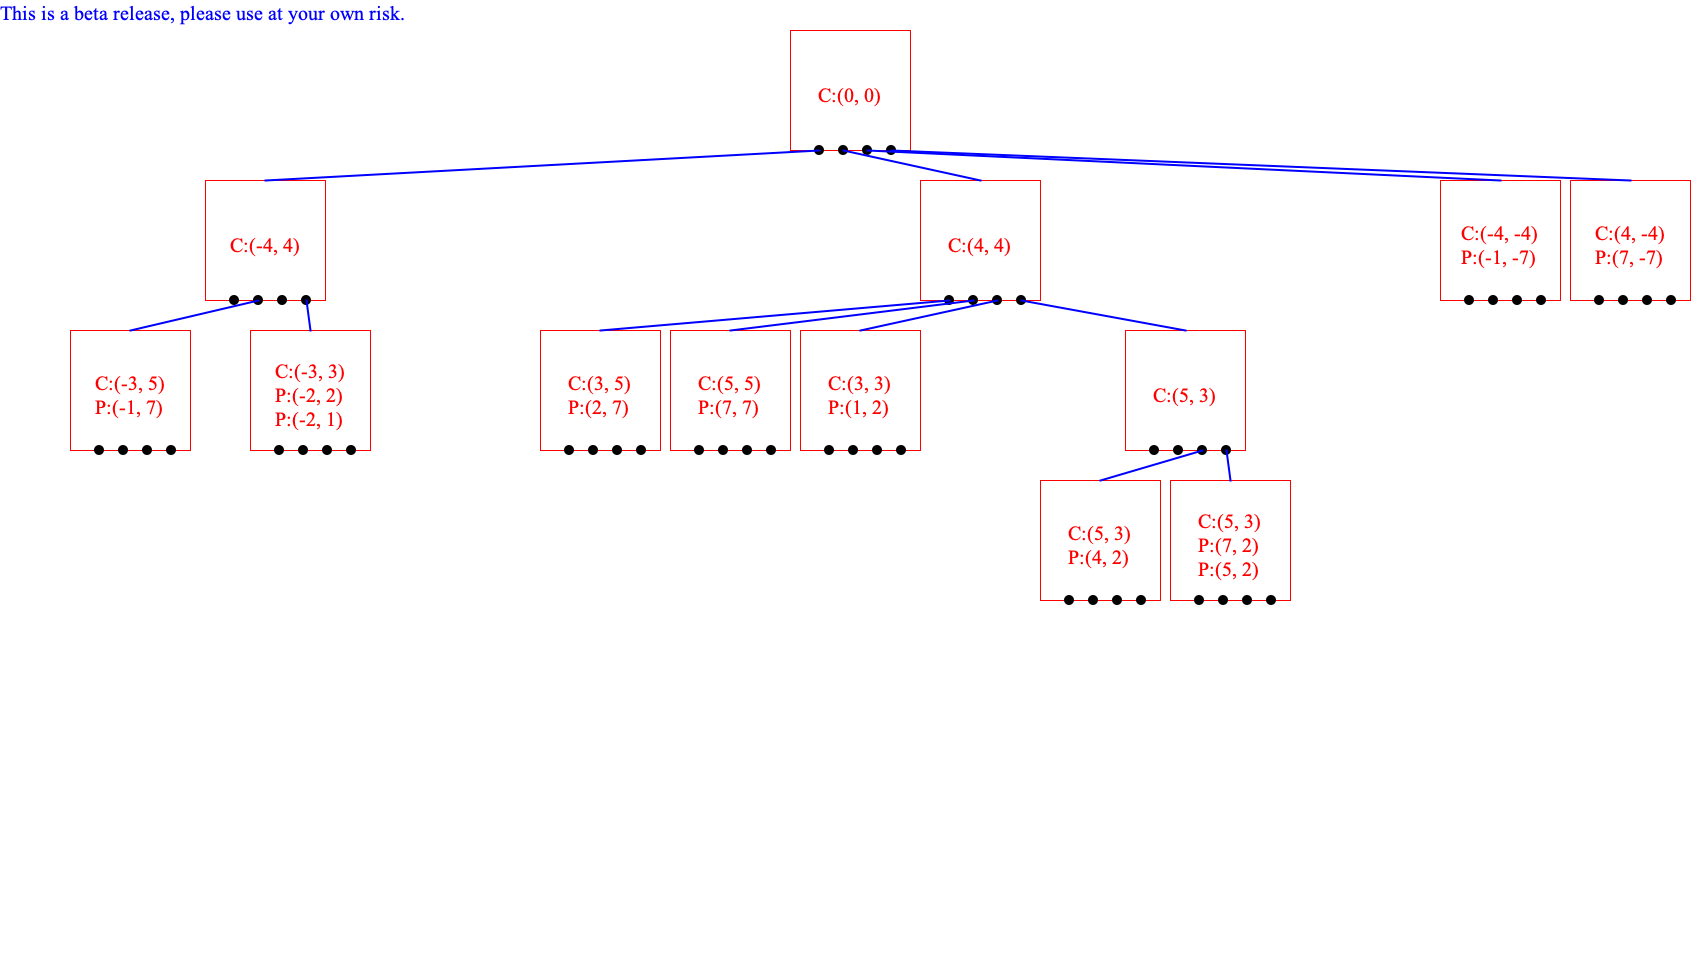 This is a beta release, please use at your own risk.
C:(0, 0)
C:(-4, 4)
C:(4, 4)
C:(-4, -4)
P:(-1, -7)
C:(4, -4)
P:(7, -7)
C:(-3, 5)
P:(-1, 7)
C:(-3, 3)
P:(-2, 2)
P:(-2, 1)
C:(3, 5)
P:(2, 7)
C:(5, 5)
P:(7, 7)
C:(3, 3)
P:(1, 2)
C:(5, 3)
C:(5, 3)
P:(4, 2)
C:(5, 3)
P:(7, 2)
P:(5, 2)